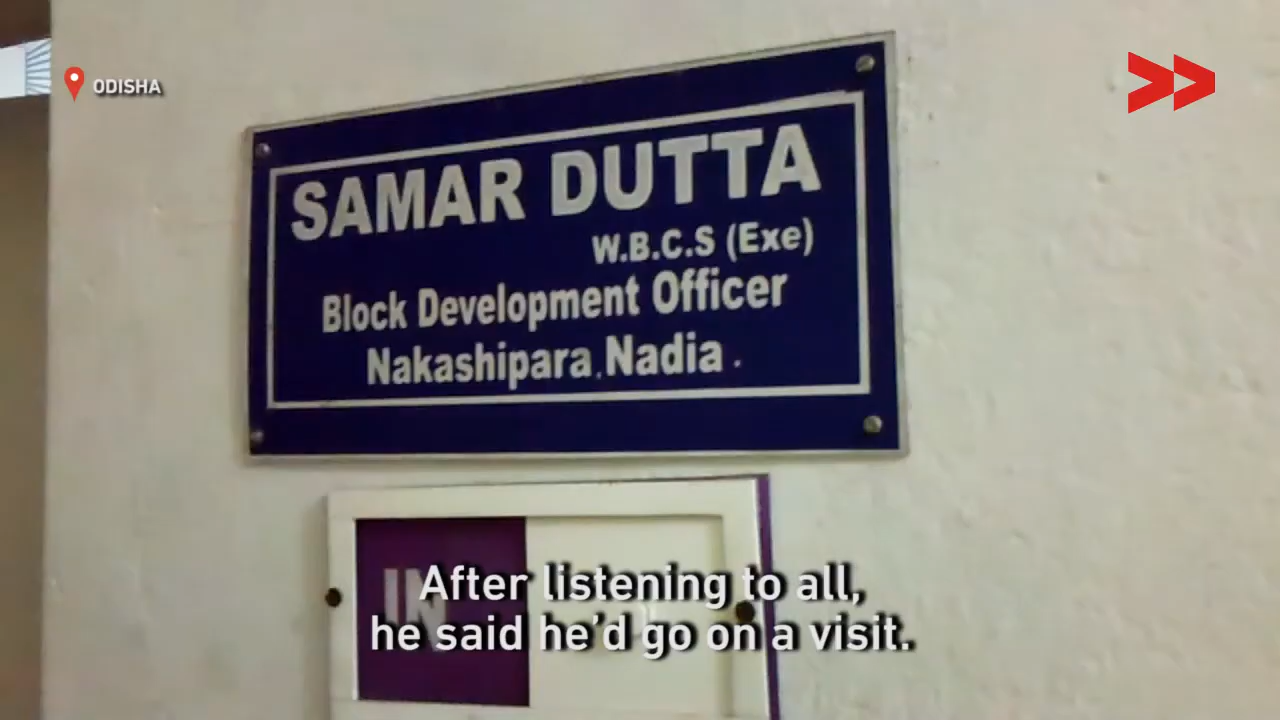 ODISHA
SAMAR DUTTA
W.B.C.S (Exe)
Block Development Officer
Nakashipara.Nadia.
IN
After listening to all,
he said he'd go on a visit.